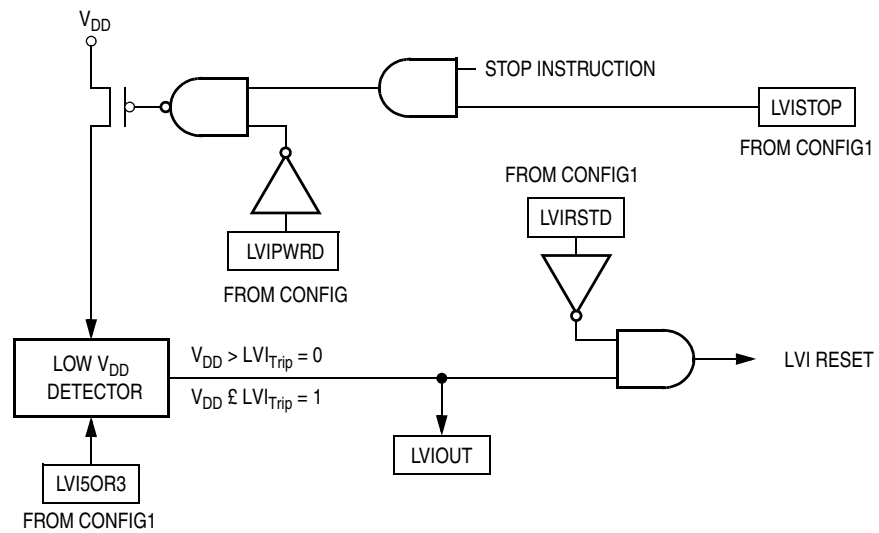 VDD
STOP INSTRUCTION
LVISTOP
FROM CONFIG1
FROM CONFIG1
LVIRSTD
LVIPWRD
FROM CONFIG
LOW VDD
DETECTOR
VDD > LVITrip = 0
VDD £ LVITrip = 1
LVI RESET
LVIOUT
LVI5OR3
FROM CONFIG1